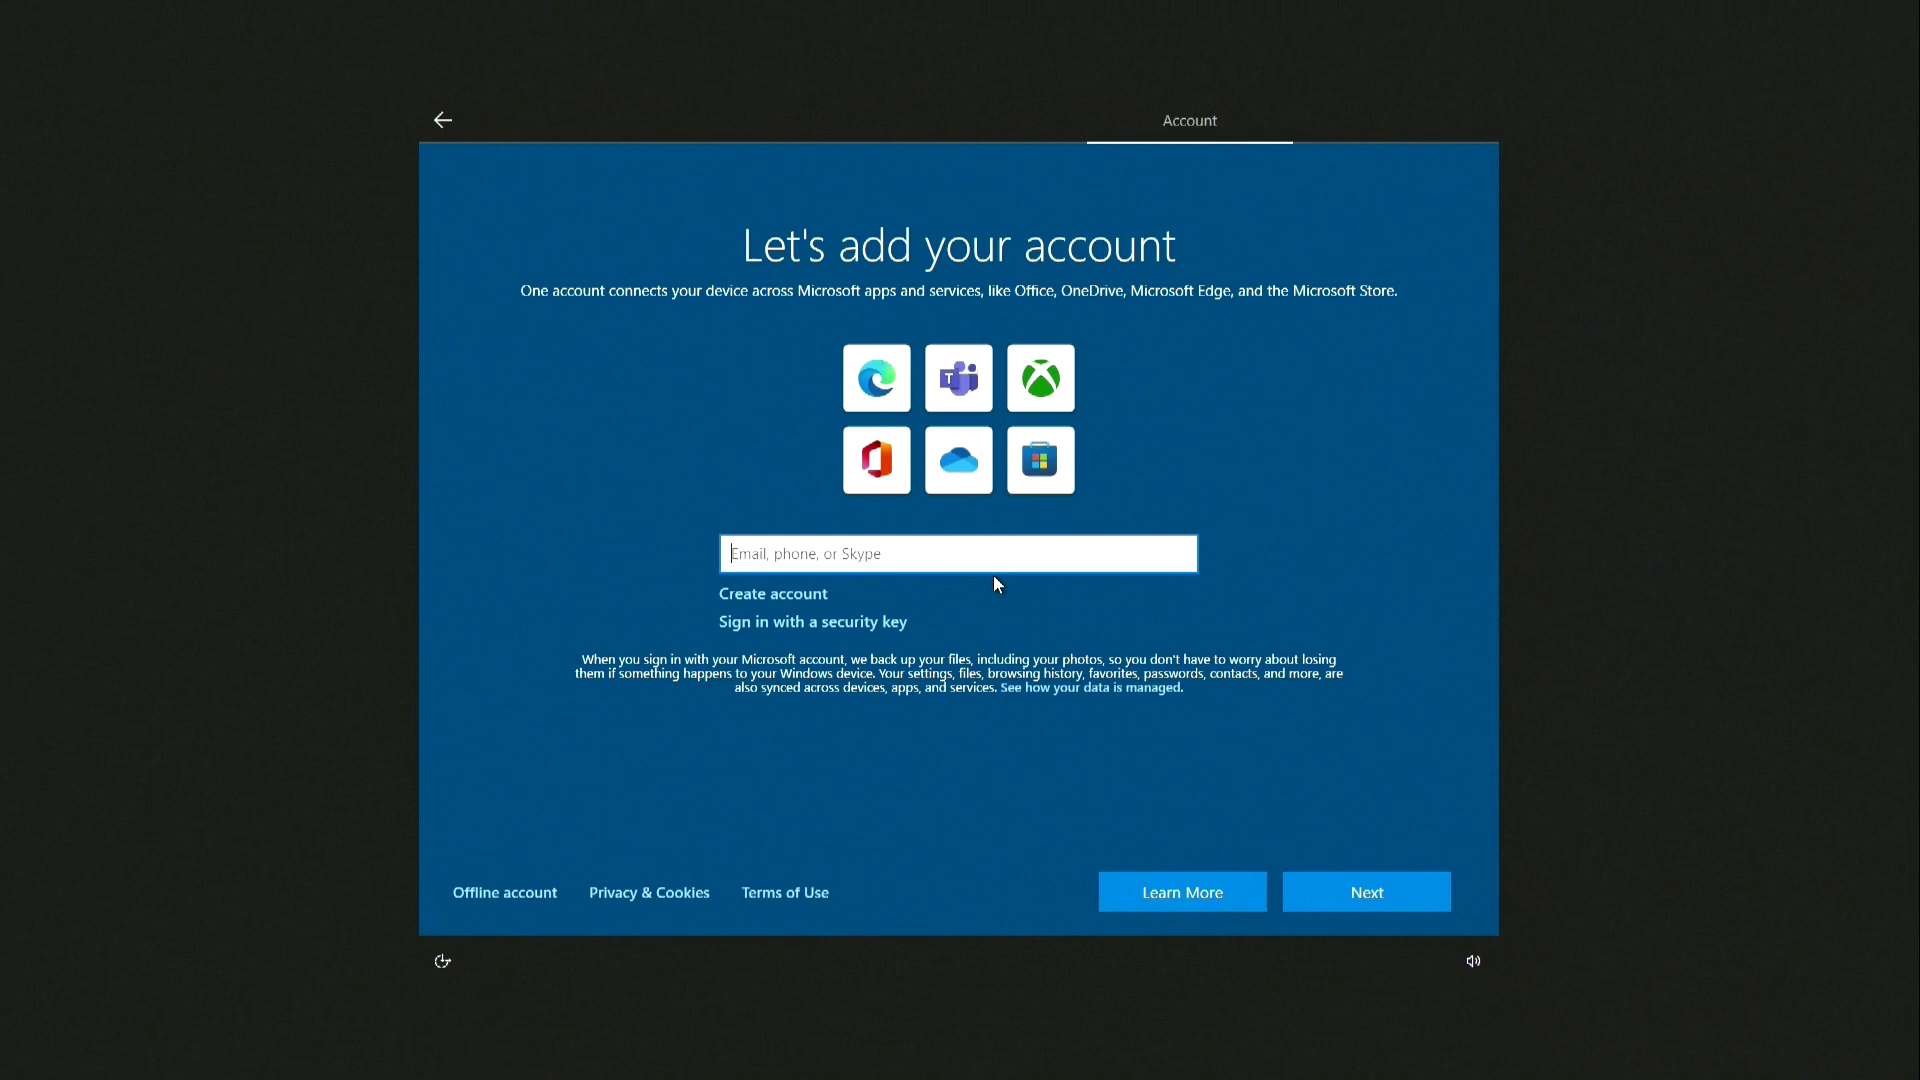 Account
Let's add your account
One account connects your device across Microsoft apps and services, like Office, OneDrive, Microsoft Edge, and the Microsoft Store.
T
Email, phone, or Skype
Create account
Sign in with a security key
When you sign in with your Microsoft account, we back up your files, including your photos, so you don't have to worry about losing
them if something happens to your Windows device. Your settings, files, browsing history, favorites, passwords, contacts, and more, are
also synced across devices, apps, and services. See how your data is managed.
Offline account Privacy & Cookies Terms of Use Learn More Next